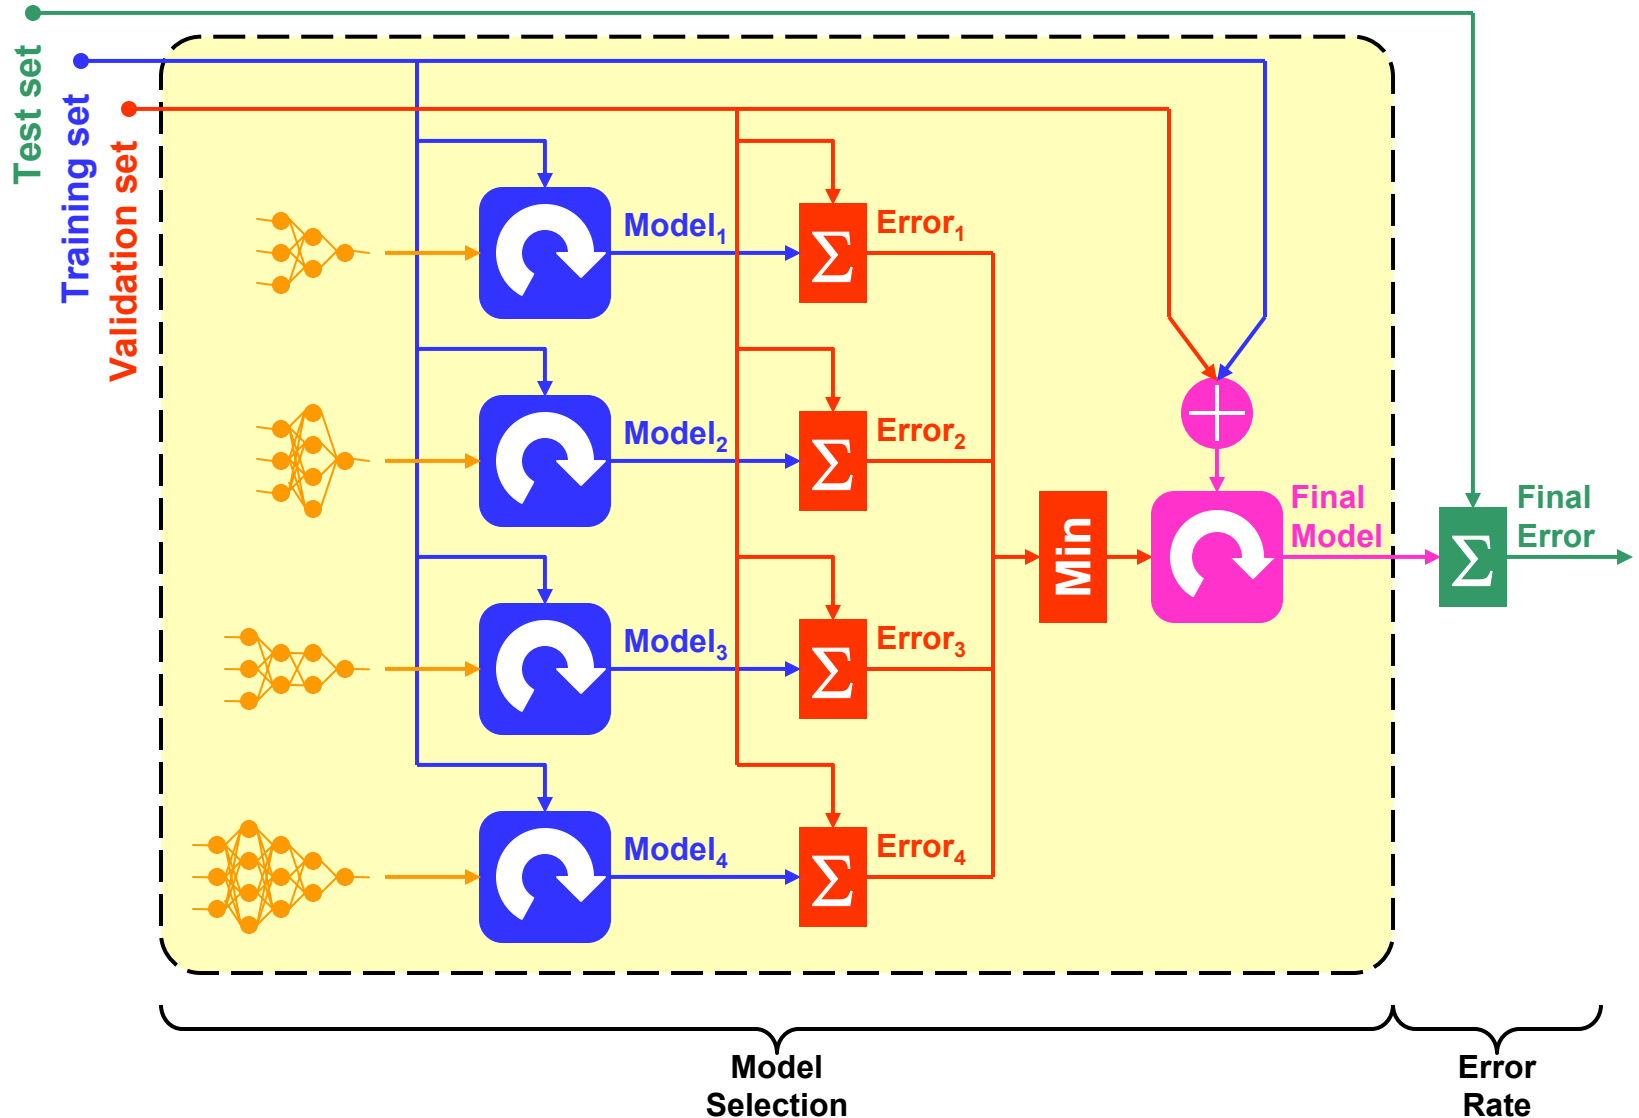 Test set
Training set
Validation set
Model1
Σ
Error1
Model2
Σ
Error2
Model3
Σ
Error3
Model4
Σ
Error4
Min
Final
Model
Σ
Final
Error
Model
Selection
Error
Rate